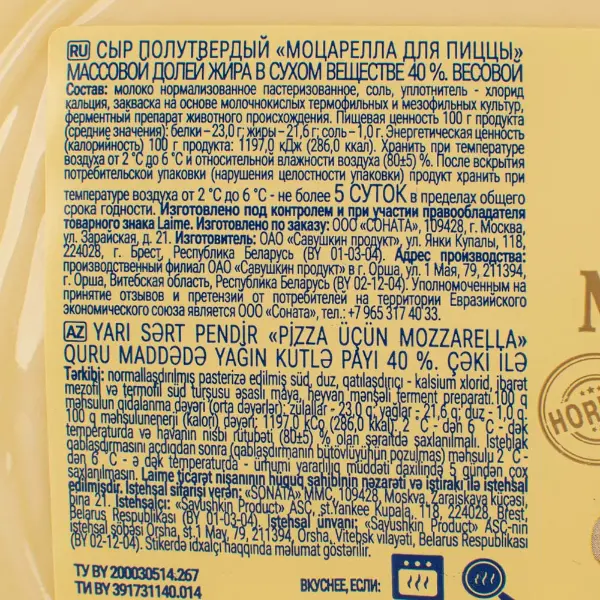 RU СЫР ПОЛУТВЕРДЫЙ «МОЦАРЕЛЛА ДЛЯ ПИЦЦЫ»
МАССОВОЙ ДОЛЕЙ ЖИРА В СУХОМ ВЕЩЕСТВЕ 40 %. ВЕСОВОЙ
Состав: молоко нормализованное пастеризованное, соль, уплотнитель - хлорид
кальция, закваска на основе молочнокислых термофильных и мезофильных культур,
ферментный препарат животного происхождения. Пищевая ценность 100 г продукта
(средние значения): белки – 23,0 г; жиры – 21,6 г; соль – 1,0 г. Энергетическая ценность
(калорийность) 100 г продукта: 1197,0 кДж (286,0 ккал). Хранить при температуре
воздуха от 2 °С до 6 °С и относительной влажности воздуха (80±5) %. После вскрытия
потребительской упаковки (нарушения целостности упаковки) продукт хранить при
температуре воздуха от 2 °С до 6 °С - не более 5 СУТОК в пределах общего
срока годности. Изготовлено под контролем и при участии правообладателя
товарного знака Laime. Изготовлено по заказу: ООО «СОНАТА», 109428, г. Москва,
ул. Зарайская, д. 21. Изготовитель: ОАО «Савушкин продукт», ул. Янки Купалы, 118,
224028, г. Брест, Республика Беларусь (BY 01-03-04). Адрес производства:
производственный филиал ОАО «Савушкин продукт» в г. Орша, ул. 1 Мая, 79, 211394,
г. Орша, Витебская область, Республика Беларусь (BY 02-12-04). Уполномоченным на
принятие отзывов и претензий от потребителей на территории Евразийского
экономического союза является ООО «Соната», тел.: +7 965 317 40 33.
AZ YARI SƏRT PENDİR «PİZZA ÜÇÜN MOZZARELLA»
QURU MADDƏDƏ YAĞIN KÜTLƏ PAYI 40 %. ÇƏKİ İLƏ
Tərkibi: normallaşdırılmış pasterizə edilmiş süd, duz, qatılaşdırıcı - kalsium xlorid, ibarət
mezofil və termofil süd turşusu əsaslı maya, heyvan mənşəli ferment preparatı. 100 q
məhsulun qidalanma dəyəri (orta dəyərlər): zülallar - 23,0 q; yağlar - 21,6 q; duz - 1,0 q.
100 q məhsulunenerji (kalori) dəyəri: 1197,0 kCo (286,0 kkal). 2 °C - dən 6 °C - dək
temperaturda və havanın nisbi rütubəti (80±5) % olan şəraitdə saxlanılmalı. İsteblak
qablaşdırmasını açdıqdan sonra (qablaşdırmanın bütövlüyünün pozulması) məhsulu 2 °C -
dən 6 °C - ə dək temperaturda - ümumi yararlılıq müddəti daxilində 5 gündən çox
saxlanılmasın. Laime ticarət nişanının hüquq sahibinin nəzarəti və iştirakı ilə istehsal
edilmişdir. İstehsal sifarişi verən: «SONATA» MMC, 109428, Moskva, Zarayskaya küçəsi,
bina 21. İstehsalçı: «Savushkin Product» ASC, st.Yankee Kupala, 118, 224028, Brest,
Belarus Respublikası (BY 01-03-04). İstehsal ünvanı: «Savushkin Product» ASC-nin
istehsal şöbəsi Orsha, st.1 May, 79, 211394, Orsha, Vitebsk vilayəti, Belarus Respublikası
(BY 02-12-04). Stikerdə idxalçı haqqında məlumat göstərilir.
ТУ BY 200030514.267
ТИ BY 391731140.014
ВКУСНЕЕ, ЕСЛИ: